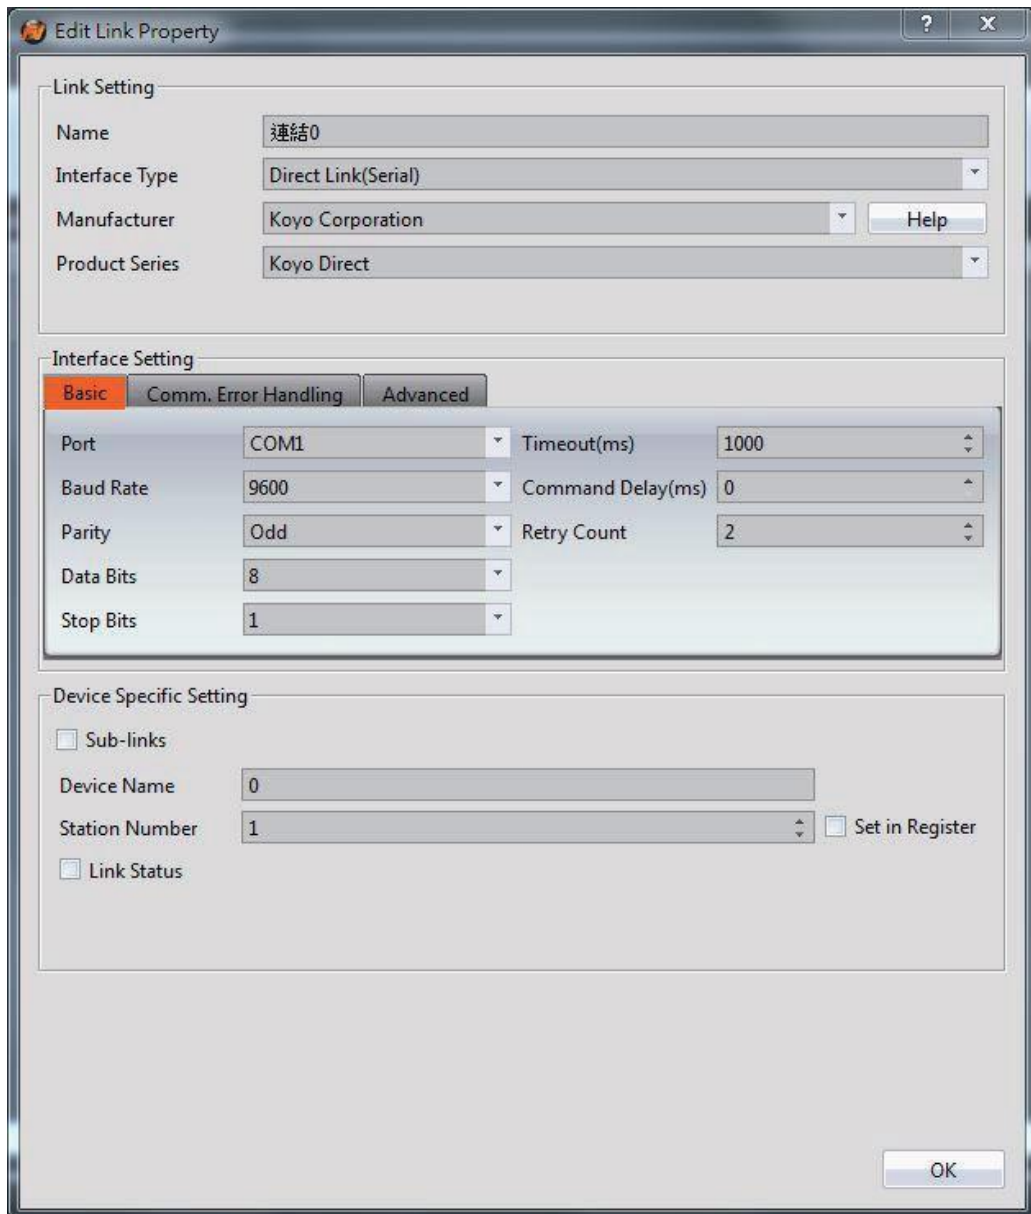 Edit Link Property
? X
Link Setting
Name 連結0
Interface Type Direct Link(Serial)
Manufacturer Koyo Corporation Help
Product Series Koyo Direct
Interface Setting
Basic Comm. Error Handling Advanced
Port COM1 Timeout(ms) 1000
Baud Rate 9600 Command Delay(ms) 0
Parity Odd Retry Count 2
Data Bits 8
Stop Bits 1
Device Specific Setting
Sub-links
Device Name 0
Station Number 1 Set in Register
Link Status
OK